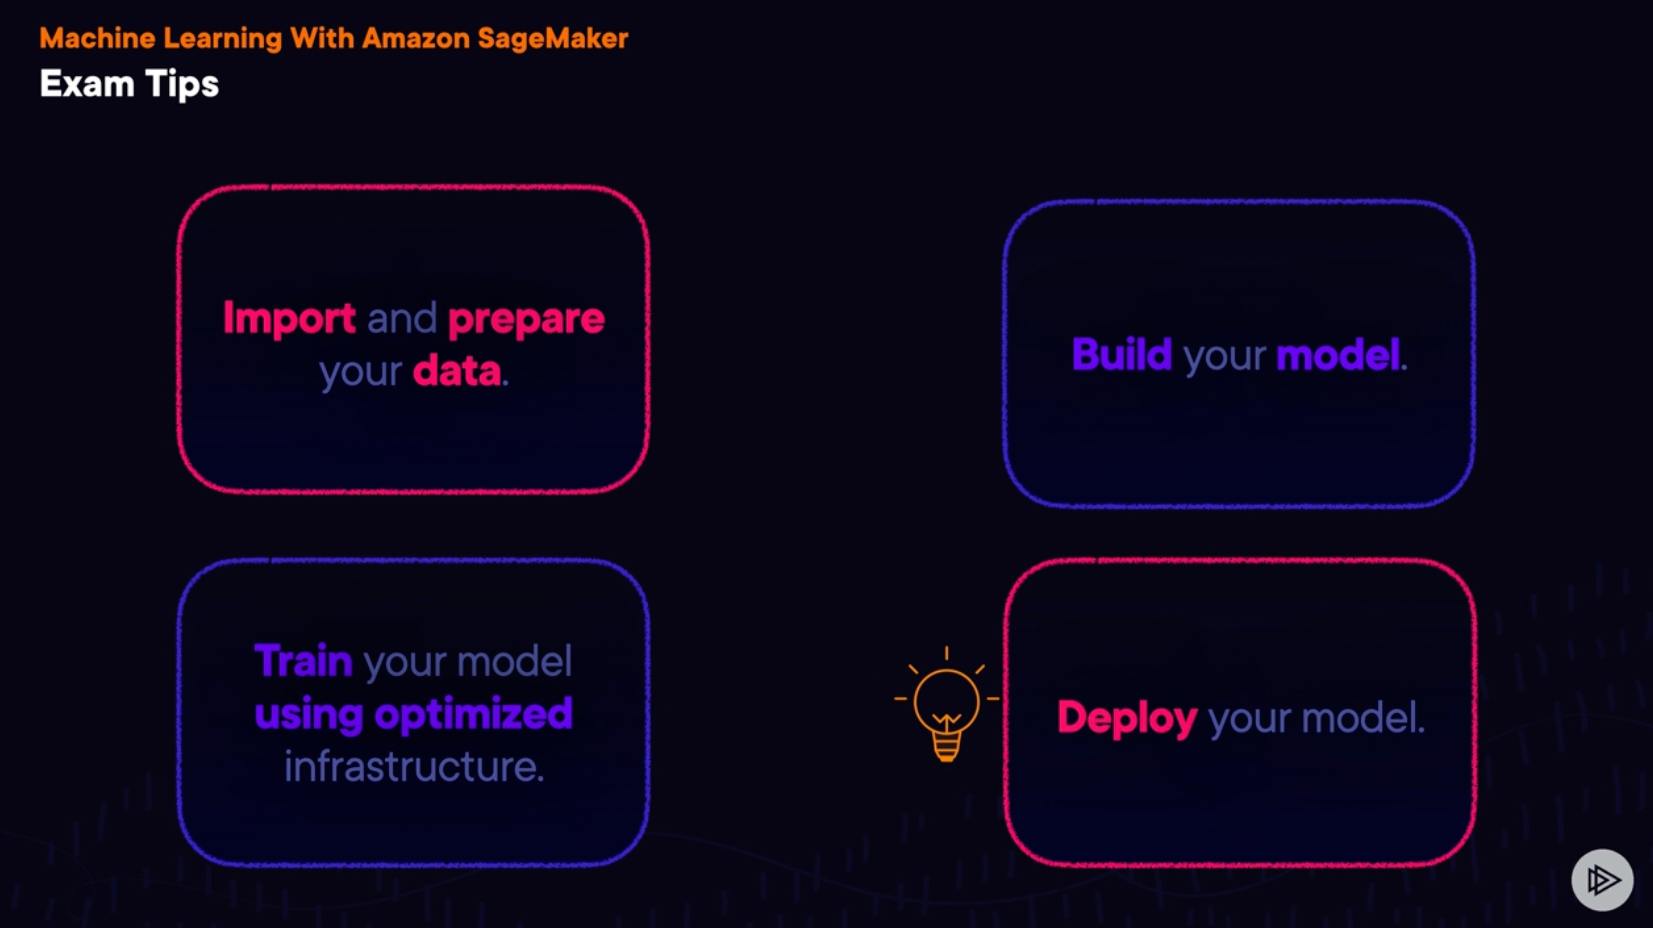 Machine Learning With Amazon SageMaker
Exam Tips
Import and prepare
your data.
Build your model.
Train your model
using optimized
infrastructure.
Deploy your model.